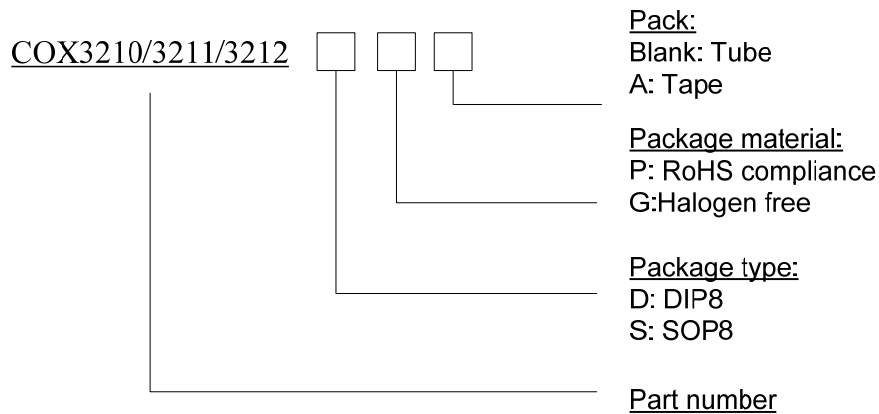 COX3210/3211/3212
Pack:
Blank: Tube
A: Tape
Package material:
P: RoHS compliance
G:Halogen free
Package type:
D: DIP8
S: SOP8
Part number